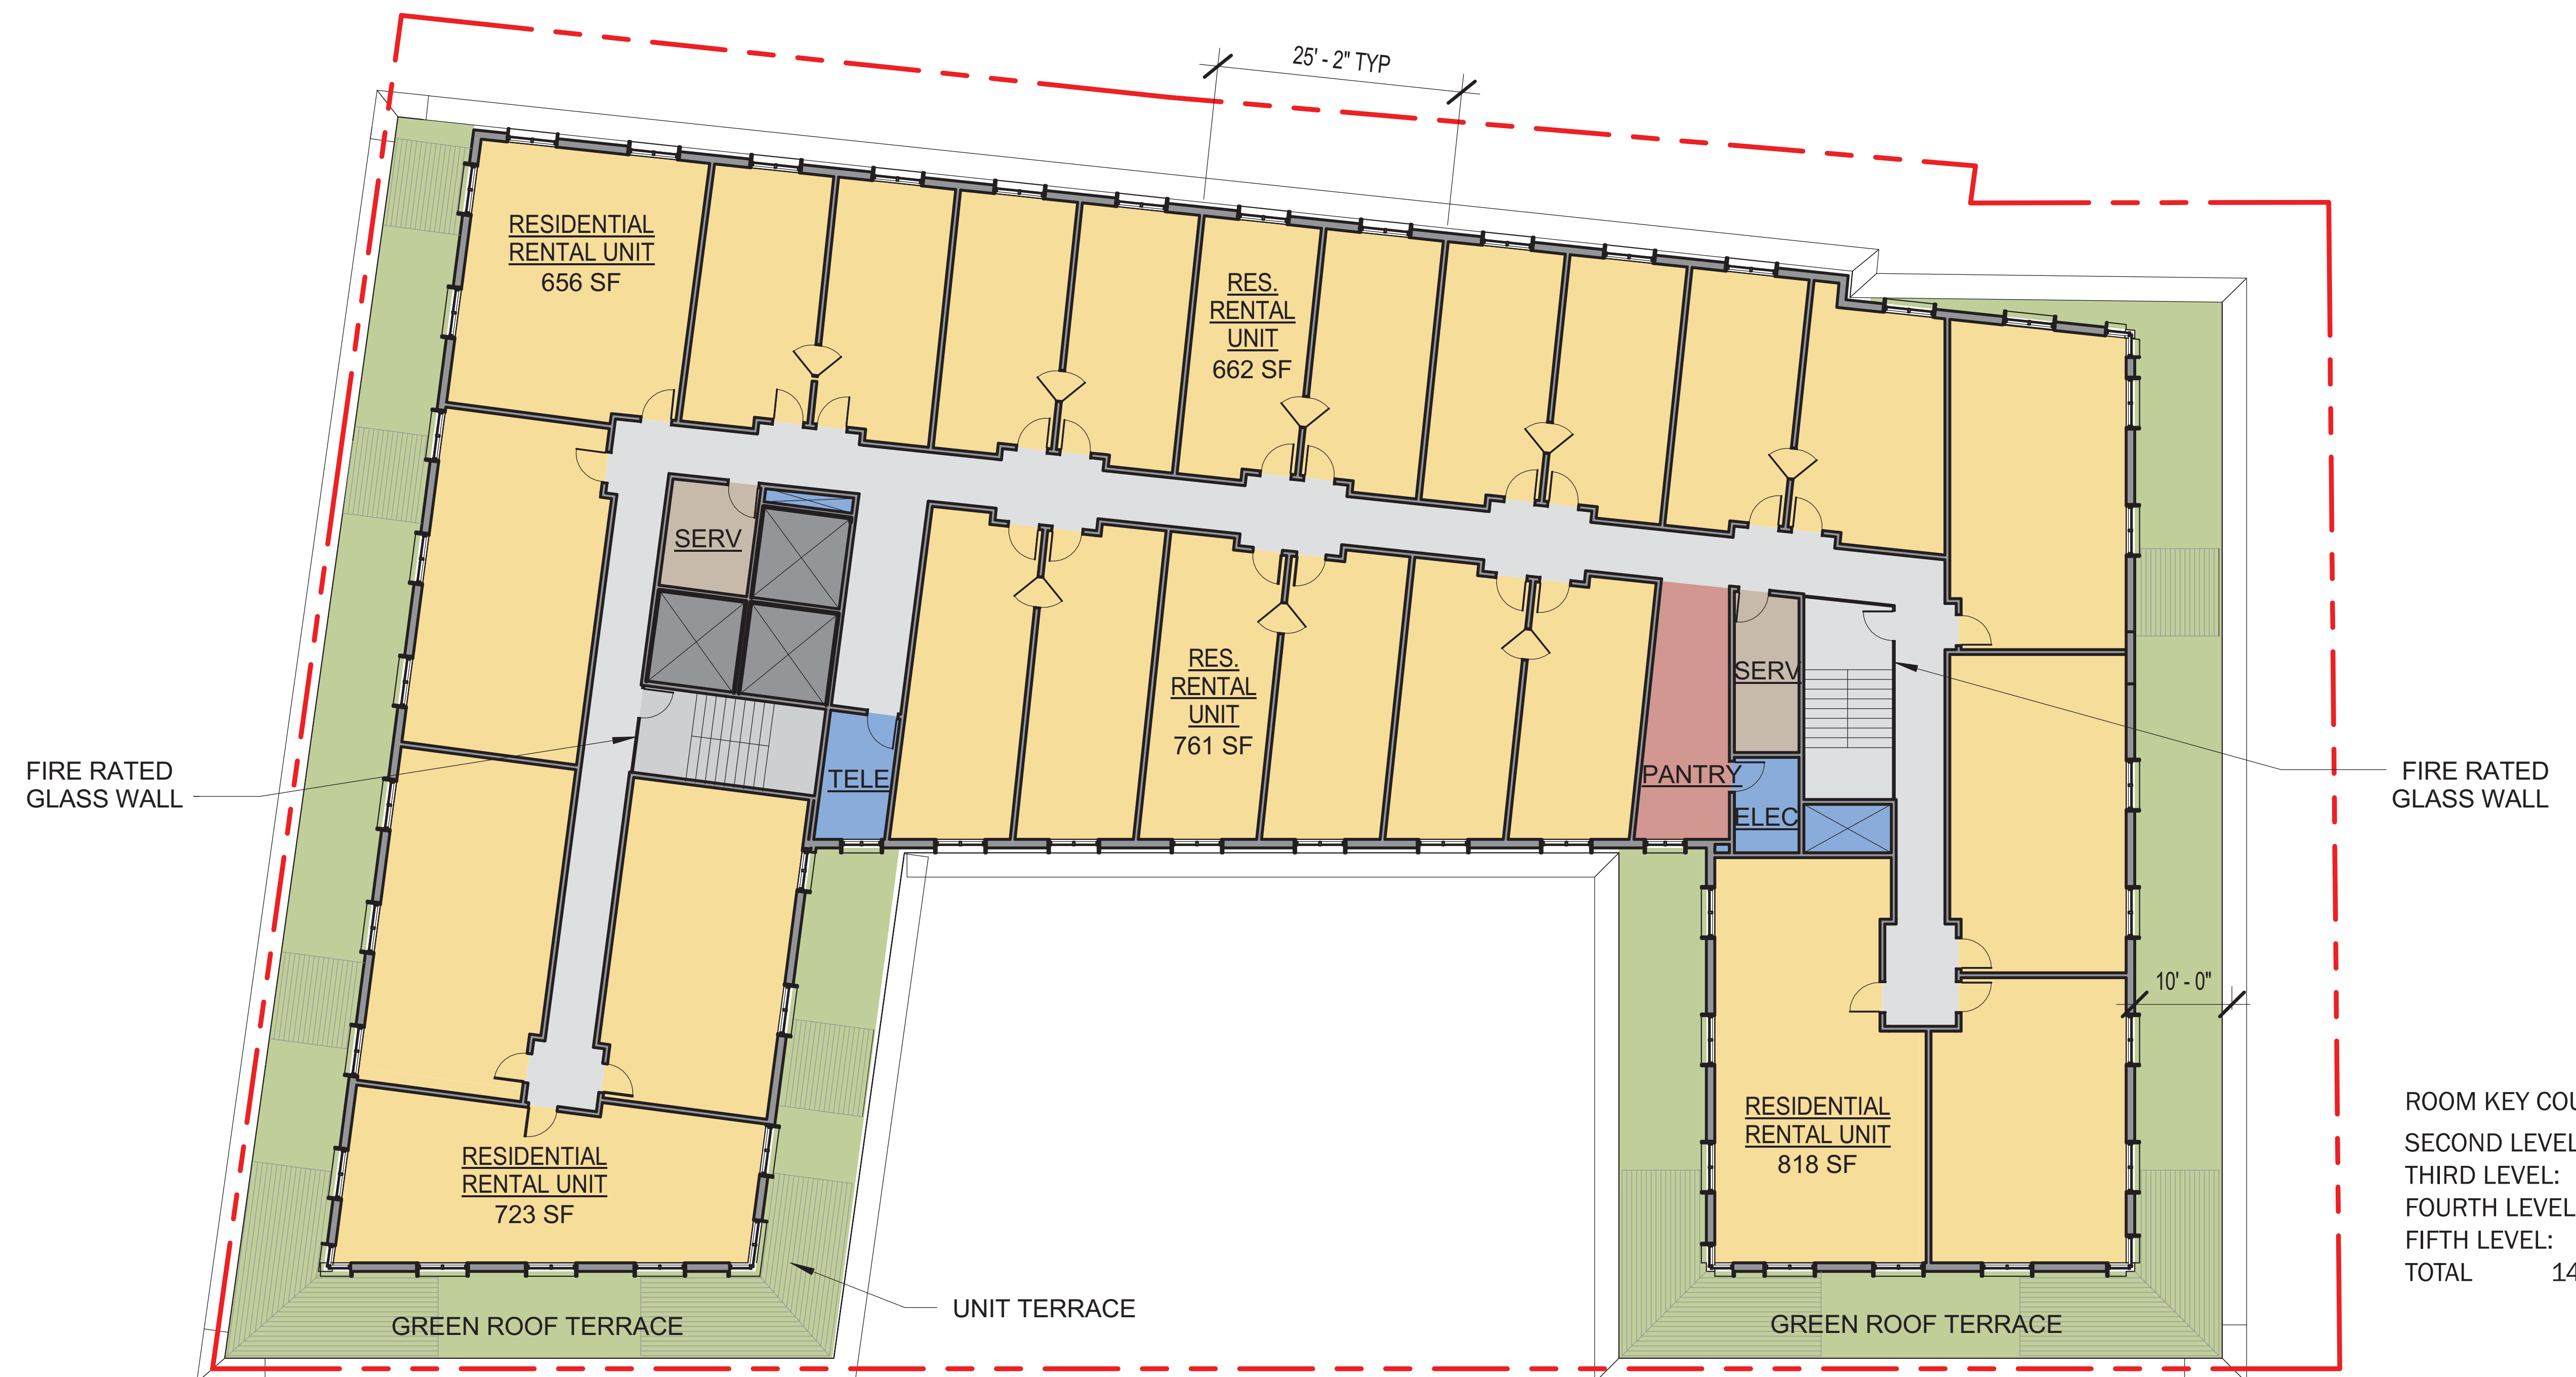 25' - 2" TYP
RESIDENTIAL
RENTAL UNIT
656 SF
RES.
RENTAL
UNIT
662 SF
SERV
RES.
RENTAL
UNIT
761 SF
SERV
PANTRY
TELE
ELEC
FIRE RATED
GLASS WALL
FIRE RATED
GLASS WALL
10' - 0"
RESIDENTIAL
RENTAL UNIT
723 SF
RESIDENTIAL
RENTAL UNIT
818 SF
UNIT TERRACE
GREEN ROOF TERRACE
GREEN ROOF TERRACE
ROOM KEY
SECOND LEVEL
THIRD LEVEL:
FOURTH LEVEL
FIFTH LEVEL:
TOTAL